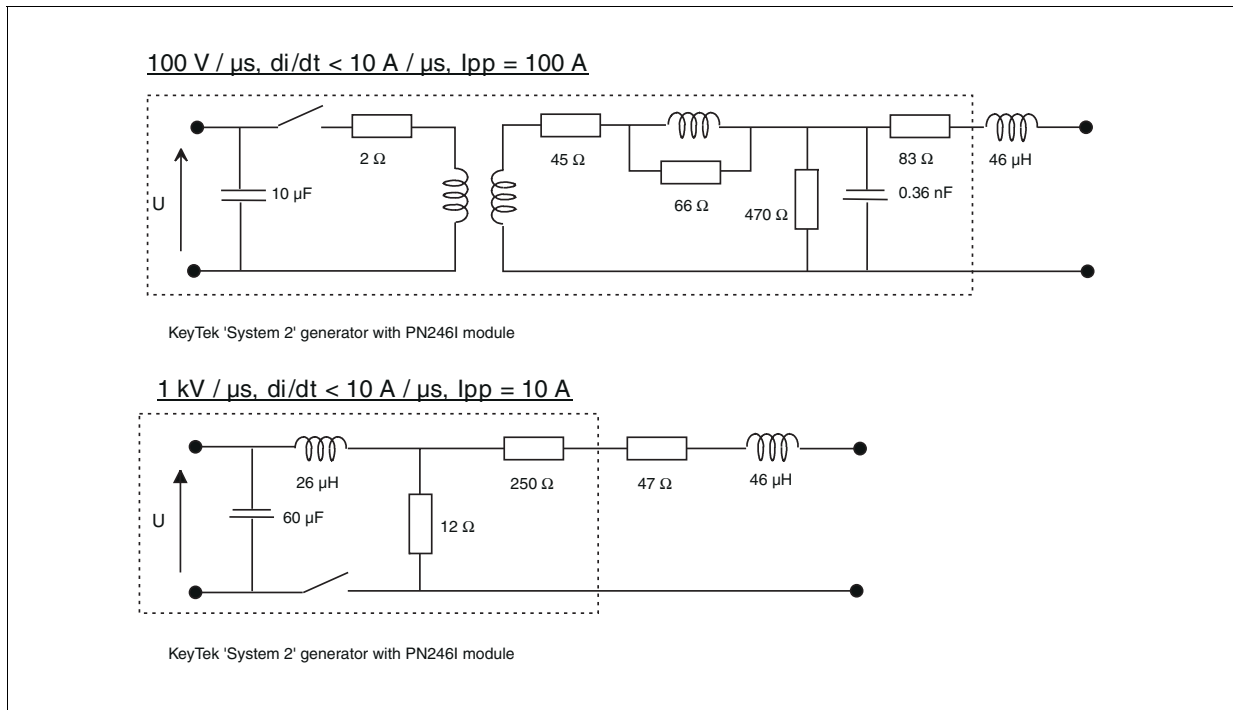 100 V / µs, di/dt < 10 A / µs, Ipp = 100 A
2 Ω
45 Ω
83 Ω
46 µH
U
10 µF
66 Ω
470 Ω
0.36 nF
KeyTek 'System 2' generator with PN246I module
1 kV / µs, di/dt < 10 A / µs, Ipp = 10 A
26 µH
250 Ω
47 Ω
46 µH
U
60 µF
12 Ω
KeyTek 'System 2' generator with PN246I module